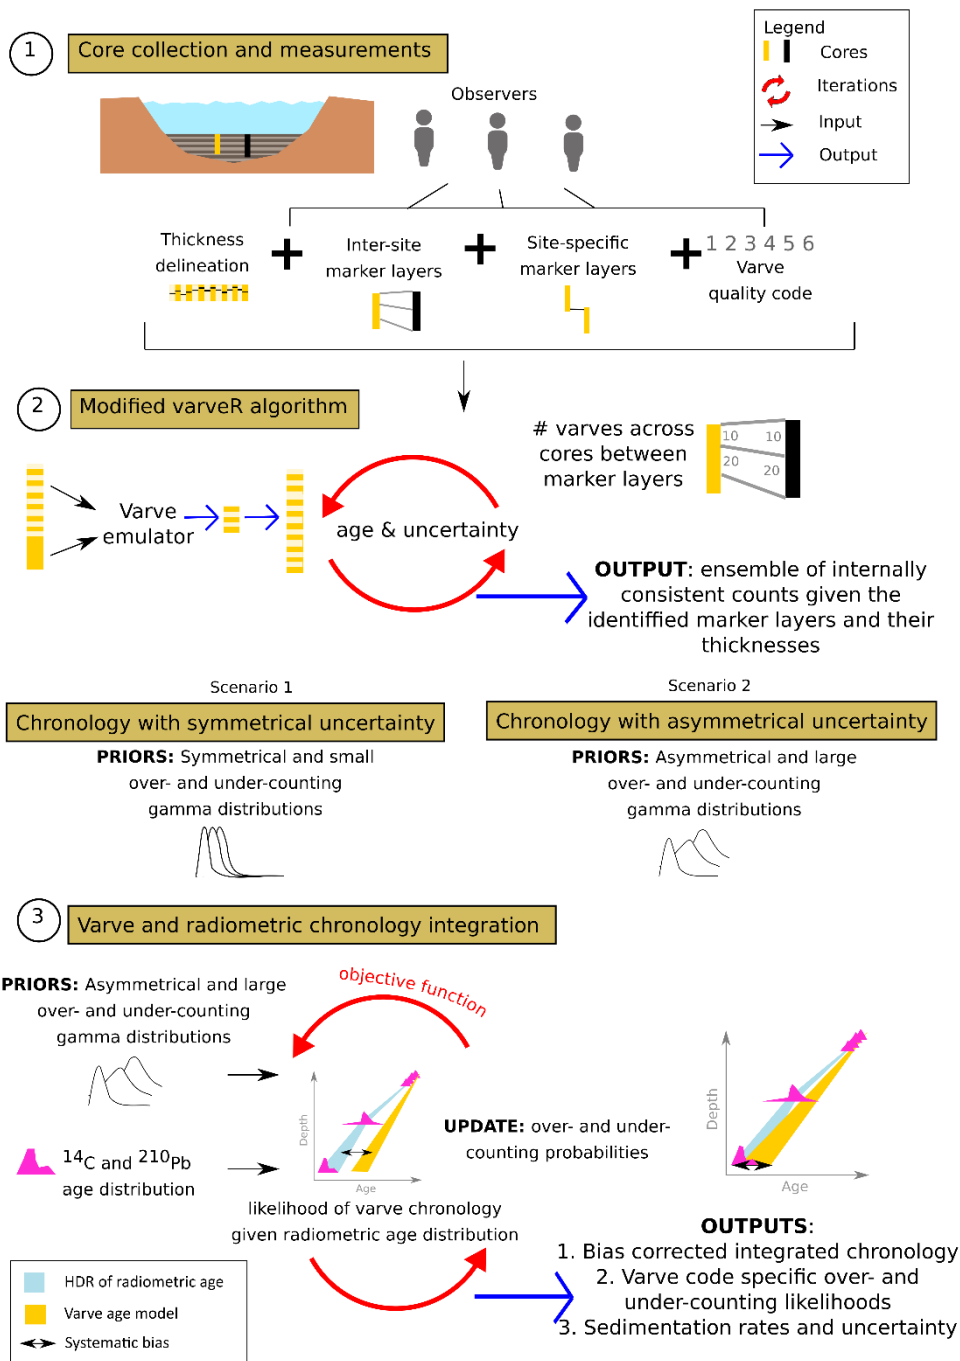 1
Core collection and measurements
Legend
Cores
Iterations
Input
Output
Observers
Thickness
delineation
Inter-site
marker layers
Site-specific
marker layers
1 2 3 4 5 6
Varve
quality code
2
Modified varveR algorithm
# varves across
cores between
marker layers
10 10
20 20
Varve
emulator
age & uncertainty
OUTPUT: ensemble of internally
consistent counts given the
identiffied marker layers and their
thicknesses
Scenario 1
Chronology with symmetrical uncertainty
PRIORS: Symmetrical and small
over- and under-counting
gamma distributions
Scenario 2
Chronology with asymmetrical uncertainty
PRIORS: Asymmetrical and large
over- and under-counting
gamma distributions
3
Varve and radiometric chronology integration
PRIORS: Asymmetrical and large
over- and under-counting
gamma distributions
objective function
14C and 210Pb
age distribution
Depth
Age
likelihood of varve chronology
given radiometric age distribution
UPDATE: over- and under-
counting probabilities
Depth
Age
OUTPUTS:
1. Bias corrected integrated chronology
2. Varve code specific over- and
under-counting likelihoods
3. Sedimentation rates and uncertainty
HDR of radiometric age
Varve age model
Systematic bias